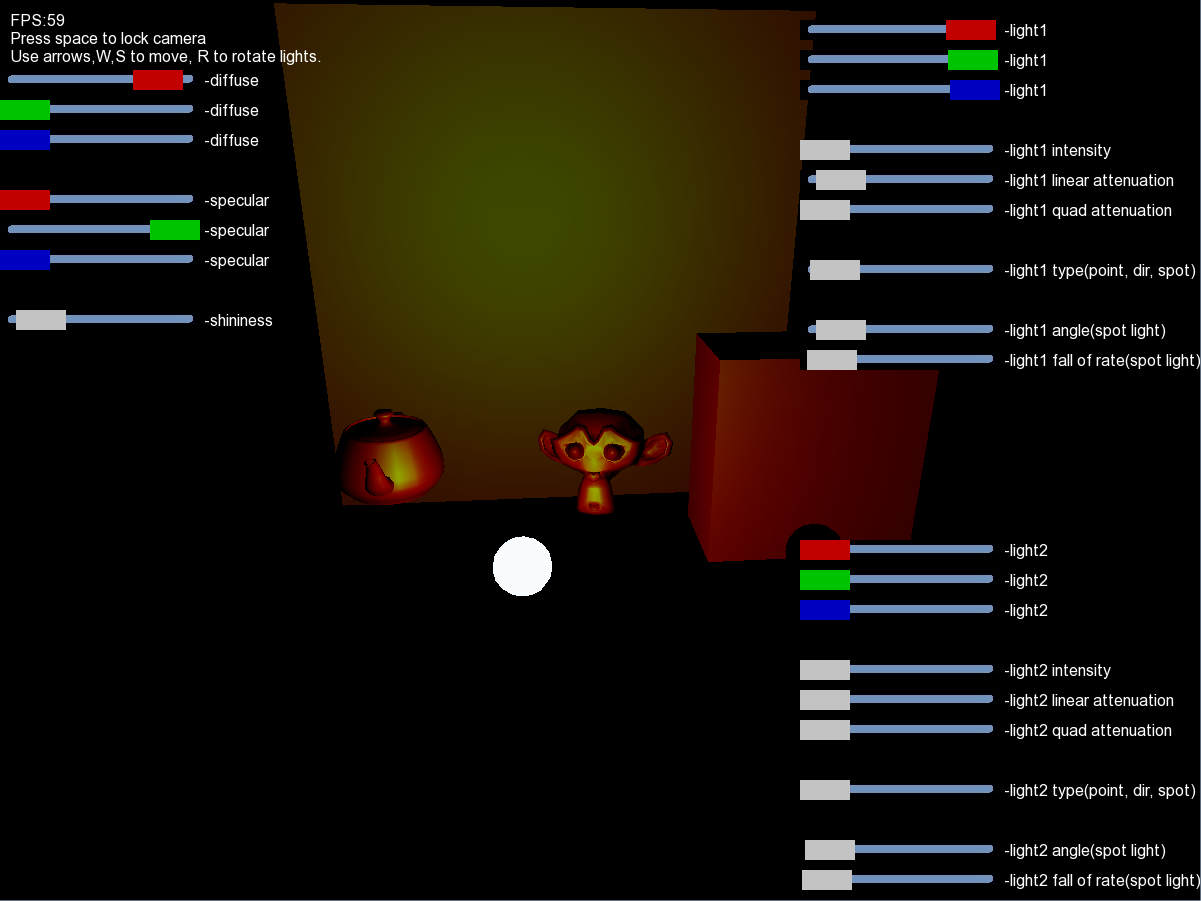 FPS:59
Press space to lock camera
Use arrows,W,S to move, R to rotate lights.
-diffuse
-diffuse
-diffuse
-specular
-specular
-specular
-shininess
-light1
-light1
-light1
-light1 intensity
-light1 linear attenuation
-light1 quad attenuation
-light1 type(point, dir, spot)
-light1 angle(spot light)
-light1 fall of rate(spot light)
-light2
-light2
-light2
-light2 intensity
-light2 linear attenuation
-light2 quad attenuation
-light2 type(point, dir, spot)
-light2 angle(spot light)
-light2 fall of rate(spot light)